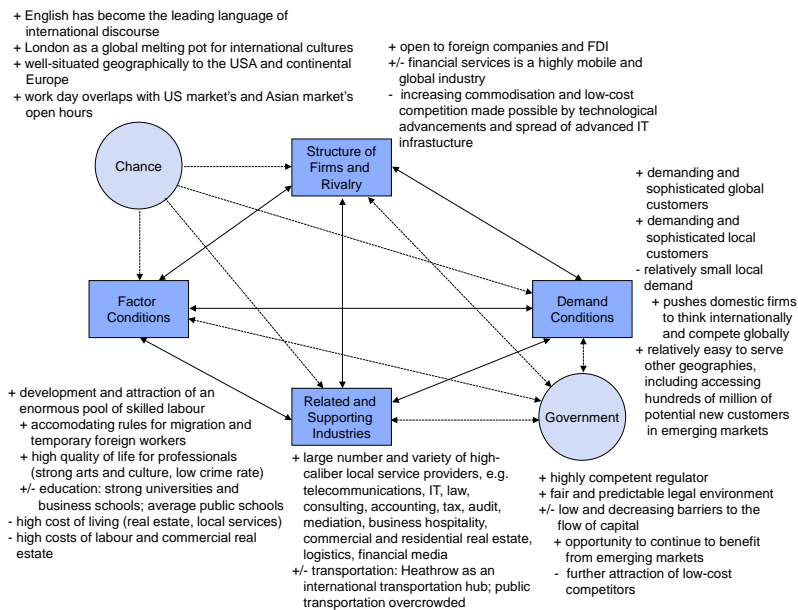 + English has become the leading language of
international discourse
+ London as a global melting pot for international cultures
+ well-situated geographically to the USA and continental
Europe
+ work day overlaps with US market's and Asian market's
open hours
+ open to foreign companies and FDI
+/- financial services is a highly mobile and
global industry
- increasing commodisation and low-cost
competition made possible by technological
advancements and spread of advanced IT
infrastucture
Chance
Structure of
Firms and
Rivalry
+ demanding and
sophisticated global
customers
+ demanding and
sophisticated local
customers
- relatively small local
demand
+ pushes domestic firms
to think internationally
and compete globally
+ relatively easy to serve
other geographies,
including accessing
hundreds of million of
potential new customers
in emerging markets
Factor
Conditions
Demand
Conditions
+ development and attraction of an
enormous pool of skilled labour
+ accomodating rules for migration and
temporary foreign workers
+ high quality of life for professionals
(strong arts and culture, low crime rate)
+/- education: strong universities and
business schools; average public schools
- high cost of living (real estate, local services)
- high costs of labour and commercial real
estate
Related and
Supporting
Industries
Government
+ large number and variety of high-
caliber local service providers, e.g.
telecommunications, IT, law,
consulting, accounting, tax, audit,
mediation, business hospitality,
commercial and residential real estate,
logistics, financial media
+/- transportation: Heathrow as an
international transportation hub; public
transportation overcrowded
+ highly competent regulator
+ fair and predictable legal environment
+/- low and decreasing barriers to the
flow of capital
+ opportunity to continue to benefit
from emerging markets
- further attraction of low-cost
competitors